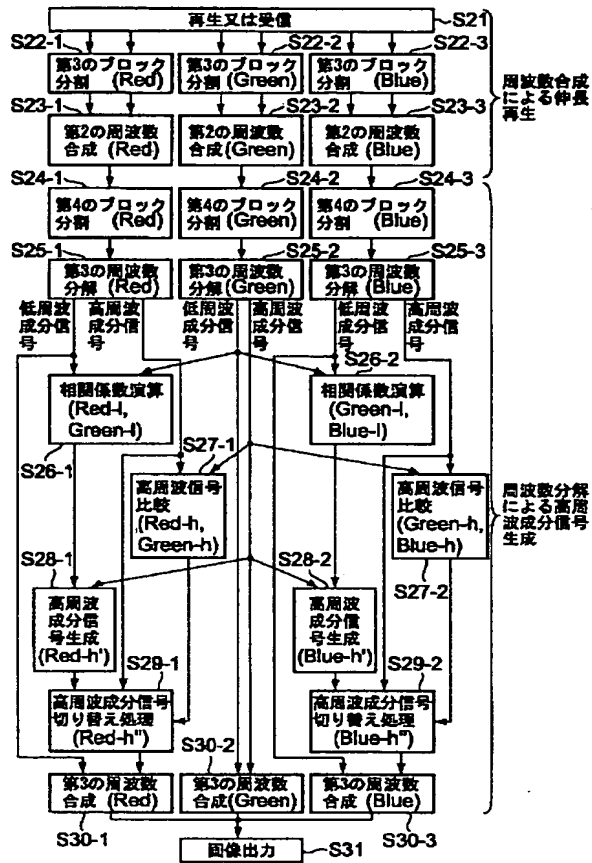 再生又は受信
S21
S22-1
S22-2
S22-3
第3のブロック
分割 (Red)
第3のブロック
分割(Green)
第3のブロック
分割 (Blue)
S23-1
S23-2
S23-3
第2の周波数
合成 (Red)
第2の周波数
合成(Green)
第2の周波数
合成 (Blue)
周波数合成
による伸長
再生
S24-1
S24-2
S24-3
第4のブロック
分割 (Red)
第4のブロック
分割(Green)
第4のブロック
分割 (Blue)
S25-1
S25-2
S25-3
第3の周波数
分解 (Red)
第3の周波数
分解(Green)
第3の周波数
分解 (Blue)
低周波
成分信
号
高周波
成分信
号
低周波
成分信
号
高周波
成分信
号
低周波
成分信
号
高周波
成分信
号
S26-2
相関係数演算
(Red-l,
Green-l)
相関係数演算
(Green-l,
Blue-l)
S26-1
S27-1
高周波信号
比較
(Red-h,
Green-h)
高周波信号
比較
(Green-h,
Blue-h)
S27-2
周波数分解
による高周
波成分信号
生成
S28-1
S28-2
高周波
成分信
号生成
(Red-h')
高周波
成分信
号生成
(Blue-h')
S29-1
S29-2
高周波成分信号
切り替え処理
(Red-h")
高周波成分信号
切り替え処理
(Blue-h")
S30-2
第3の周波数
合成 (Red)
第3の周波数
合成(Green)
第3の周波数
合成 (Blue)
S30-1
S30-3
画像出力
S31